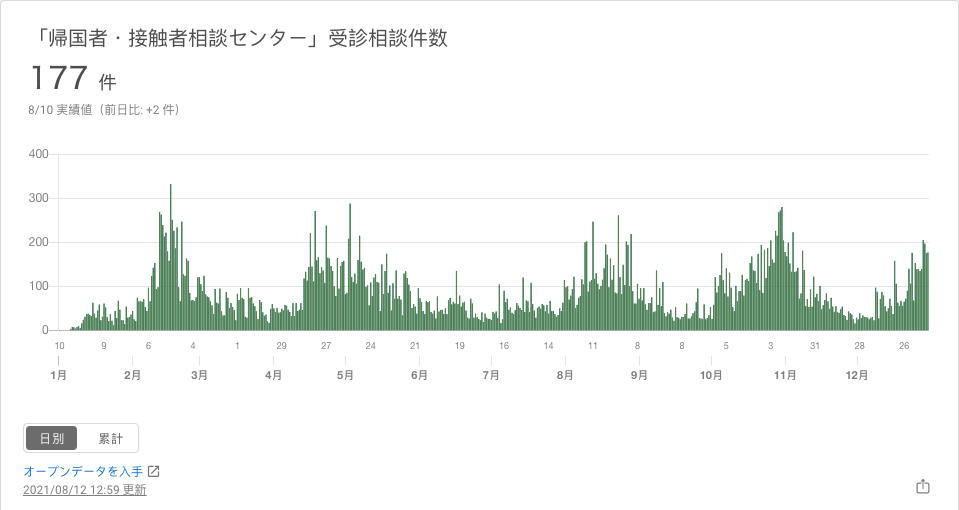 「帰国者・接触者相談センター」受診相談件数
177 件
8/10 実績値（前日比: +2 件）
400
300
200
100
0
10 9 6 4 1 29 27 24 21 19 16 14 11 8 8 5 3 31 28 26
1月 2月 3月 4月 5月 6月 7月 8月 9月 10月 11月 12月
日別 累計
オープンデータを入手
2021/08/12 12:59 更新